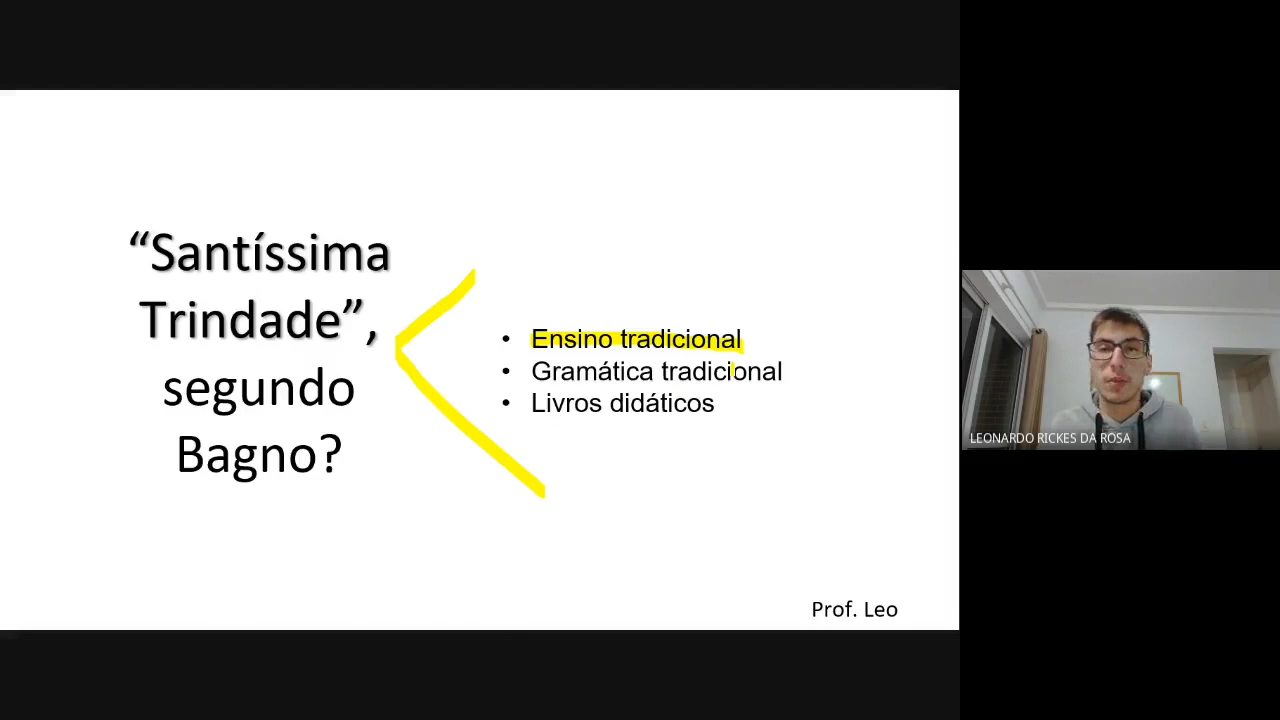 “Santíssima
Trindade”,
segundo
Bagno?
• Ensino tradicional
• Gramática tradicional
• Livros didáticos
Prof. Leo
LEONARDO RICKES DA ROSA